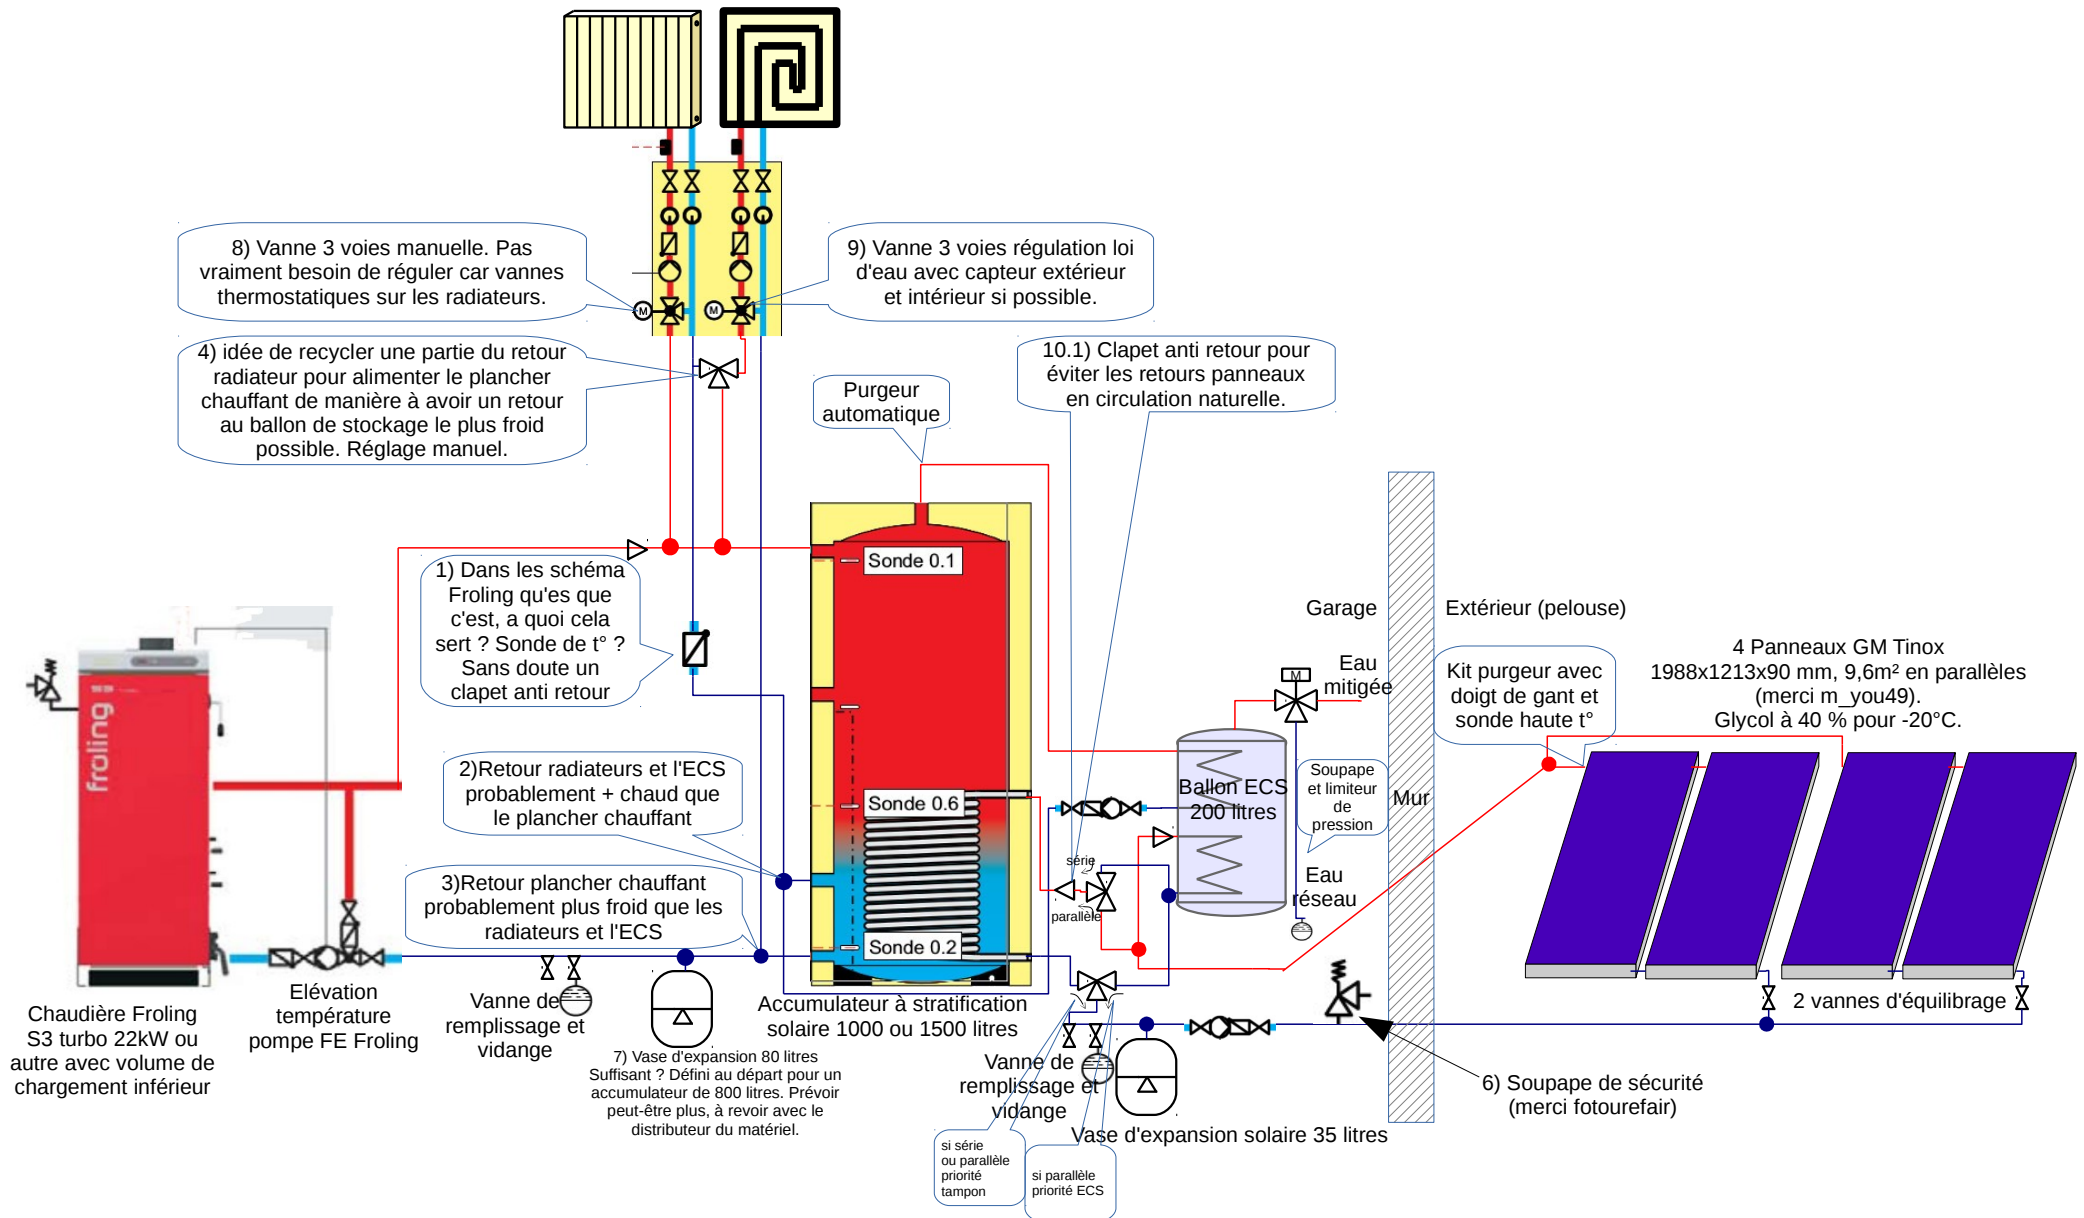 8) Vanne 3 voies manuelle. Pas
vraiment besoin de réguler car vannes
thermostatiques sur les radiateurs.
9) Vanne 3 voies régulation loi
d'eau avec capteur extérieur
et intérieur si possible.
M
M
4) idée de recycler une partie du retour
radiateur pour alimenter le plancher
chauffant de manière à avoir un retour
au ballon de stockage le plus froid
possible. Réglage manuel.
10.1) Clapet anti retour pour
éviter les retours panneaux
en circulation naturelle.
Purgeur
automatique
1) Dans les schéma
Froling qu'es que
c'est, a quoi cela
sert ? Sonde de t° ?
Sans doute un
clapet anti retour
Sonde 0.1
Garage
Extérieur (pelouse)
Eau
mitigée
M
Kit purgeur avec
doigt de gant et
sonde haute t°
4 Panneaux GM Tinox
1988x1213x90 mm, 9,6m² en parallèles
(merci m_you49).
Glycol à 40 % pour -20°C.
froling
2)Retour radiateurs et l'ECS
probablement + chaud que
le plancher chauffant
Sonde 0.6
Ballon ECS
200 litres
Soupape
et limiteur
de
pression
Mur
série
parallèle
Eau
réseau
3)Retour plancher chauffant
probablement plus froid que les
radiateurs et l'ECS
Sonde 0.2
Chaudière Froling
S3 turbo 22kW ou
autre avec volume de
chargement inférieur
Elévation
température
pompe FE Froling
Vanne de
remplissage et
vidange
7) Vase d'expansion 80 litres
Suffisant ? Défini au départ pour un
accumulateur de 800 litres. Prévoir
peut-être plus, à revoir avec le
distributeur du matériel.
Accumulateur à stratification
solaire 1000 ou 1500 litres
Vanne de
remplissage et
vidange
Vase d'expansion solaire 35 litres
2 vannes d'équilibrage
6) Soupape de sécurité
(merci fotourefair)
si série
ou parallèle
priorité
tampon
si parallèle
priorité ECS